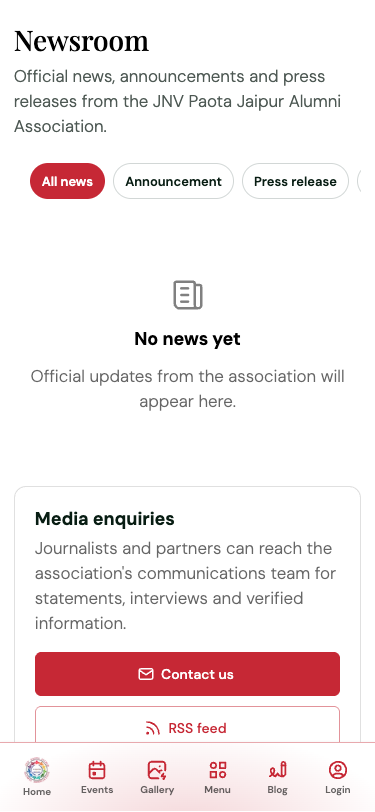 Newsroom
Official news, announcements and press
releases from the JNV Paota Jaipur Alumni
Association.
All news
Announcement
Press release
No news yet
Official updates from the association will
appear here.
Media enquiries
Journalists and partners can reach the
association's communications team for
statements, interviews and verified
information.
Contact us
RSS feed
Home
Events
Gallery
Menu
Blog
Login